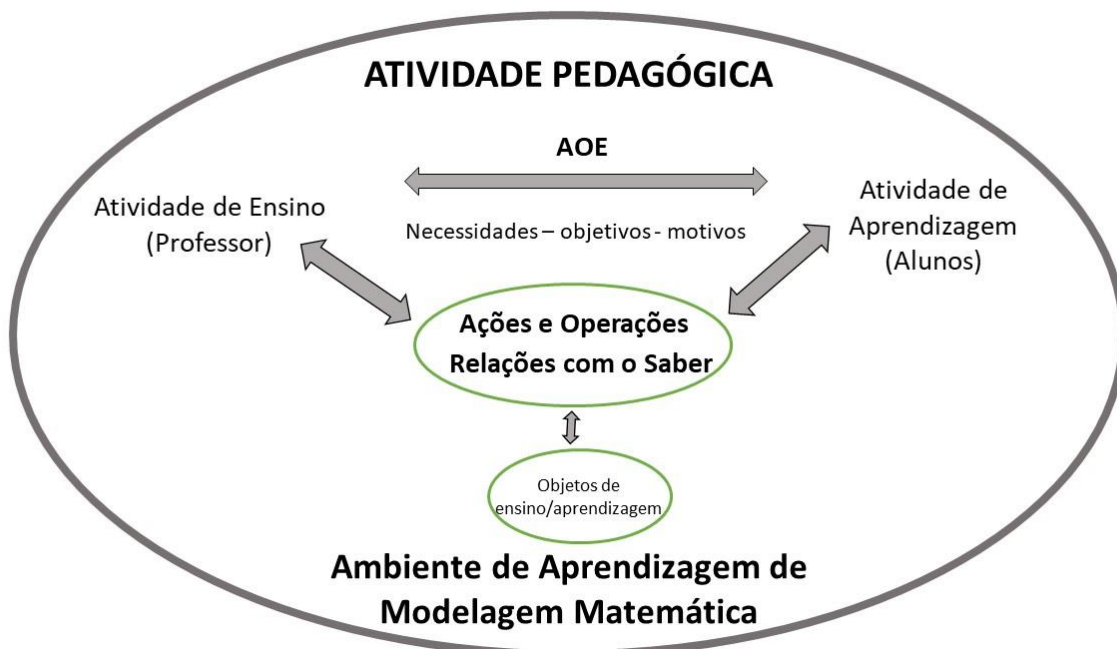 ATIVIDADE PEDAGÓGICA
AOE
Atividade de Ensino
(Professor)
Necessidades – objetivos - motivos
Atividade de
Aprendizagem
(Alunos)
Ações e Operações
Relações com o Saber
Objetos de
ensino/aprendizagem
Ambiente de Aprendizagem de
Modelagem Matemática